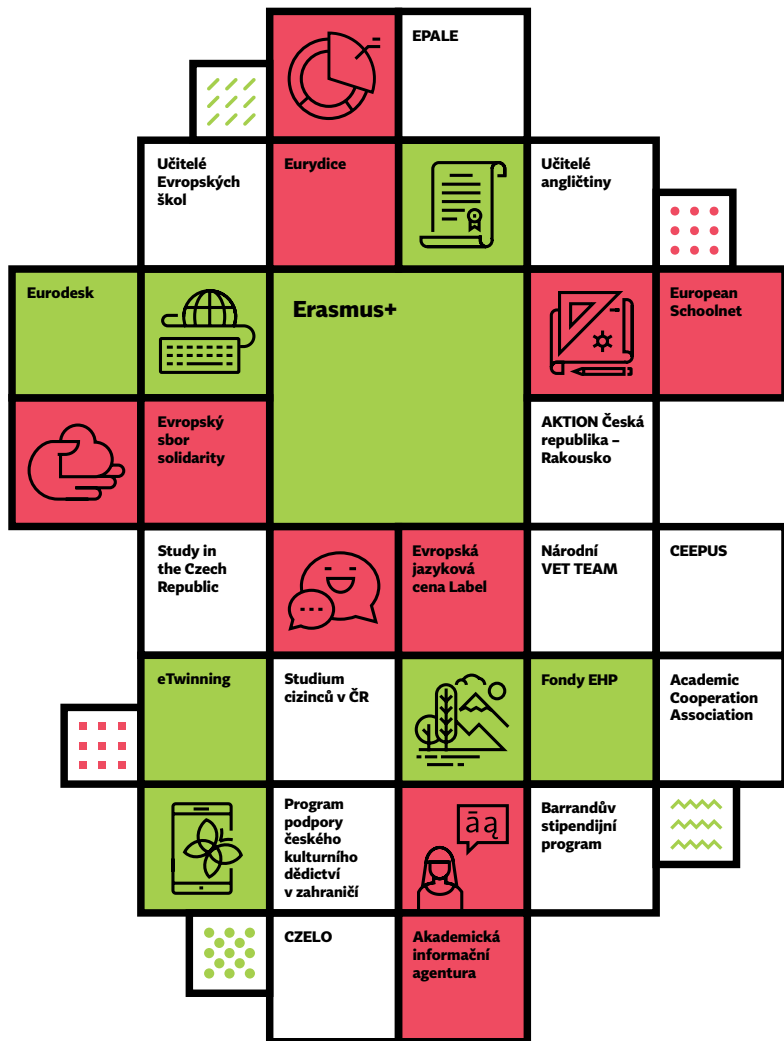 EPALE
Učitelé
Evropských
škol
Eurydice
Učitelé
angličtiny
Eurodesk
Erasmus+
European
Schoolnet
Evropský
sbor
solidarity
AKTION Česká
republika –
Rakousko
Study in
the Czech
Republic
Evropská
jazyková
cena Label
Národní
VET TEAM
CEEPUS
eTwinning
Studium
cizinců v ČR
Fondy EHP
Academic
Cooperation
Association
Program
podpory
českého
kulturního
dědictví
v zahraničí
āą
Barrandův
stipendijní
program
CZELO
Akademická
informační
agentura